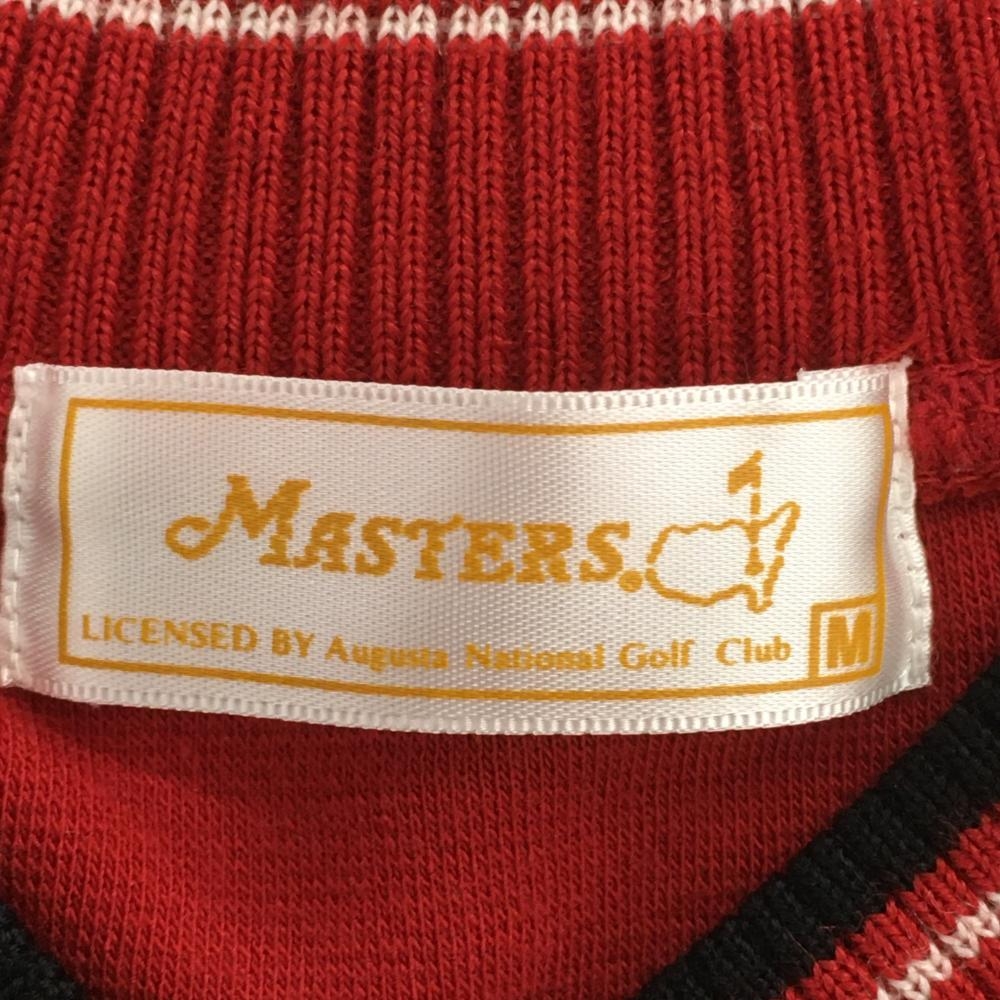 MASTERS®
LICENSED BY Augusta National Golf Club
M